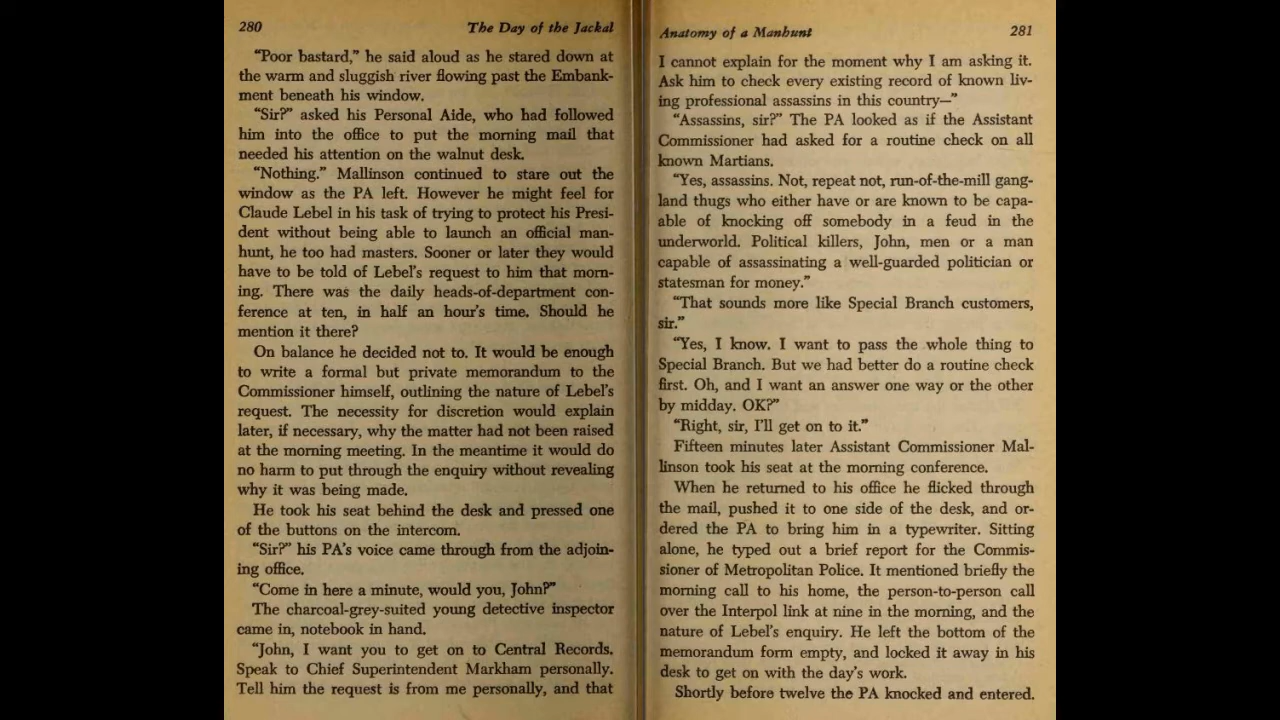 280 The Day of the Jackal
"Poor bastard," he said aloud as he stared down at
the warm and sluggish river flowing past the Embank-
ment beneath his window.
"Sir?" asked his Personal Aide, who had followed
him into the office to put the morning mail that
needed his attention on the walnut desk.
"Nothing." Mallinson continued to stare out the
window as the PA left. However he might feel for
Claude Lebel in his task of trying to protect his Presi-
dent without being able to launch an official man-
hunt, he too had masters. Sooner or later they would
have to be told of Lebel's request to him that morn-
ing. There was the daily heads-of-department con-
ference at ten, in half an hour's time. Should he
mention it there?
On balance he decided not to. It would be enough
to write a formal but private memorandum to the
Commissioner himself, outlining the nature of Lebel's
request. The necessity for discretion would explain
later, if necessary, why the matter had not been raised
at the morning meeting. In the meantime it would do
no harm to put through the enquiry without revealing
why it was being made.
He took his seat behind the desk and pressed one
of the buttons on the intercom.
"Sir?" his PA's voice came through from the adjoin-
ing office.
"Come in here a minute, would you, John?"
The charcoal-grey-suited young detective inspector
came in, notebook in hand.
"John, I want you to get on to Central Records.
Speak to Chief Superintendent Markham personally.
Tell him the request is from me personally, and that
Anatomy of a Manhunt 281
I cannot explain for the moment why I am asking it.
Ask him to check every existing record of known liv-
ing professional assassins in this country—"
"Assassins, sir?" The PA looked as if the Assistant
Commissioner had asked for a routine check on all
known Martians.
"Yes, assassins. Not, repeat not, run-of-the-mill gang-
land thugs who either have or are known to be capa-
able of knocking off somebody in a feud in the
underworld. Political killers, John, men or a man
capable of assassinating a well-guarded politician or
statesman for money."
"That sounds more like Special Branch customers,
sir."
"Yes, I know. I want to pass the whole thing to
Special Branch. But we had better do a routine check
first. Oh, and I want an answer one way or the other
by midday. OK?"
"Right, sir, I'll get on to it."
Fifteen minutes later Assistant Commissioner Mal-
linson took his seat at the morning conference.
When he returned to his office he flicked through
the mail, pushed it to one side of the desk, and or-
dered the PA to bring him in a typewriter. Sitting
alone, he typed out a brief report for the Commis-
sioner of Metropolitan Police. It mentioned briefly the
morning call to his home, the person-to-person call
over the Interpol link at nine in the morning, and the
nature of Lebel's enquiry. He left the bottom of the
memorandum form empty, and locked it away in his
desk to get on with the day's work.
Shortly before twelve the PA knocked and entered.